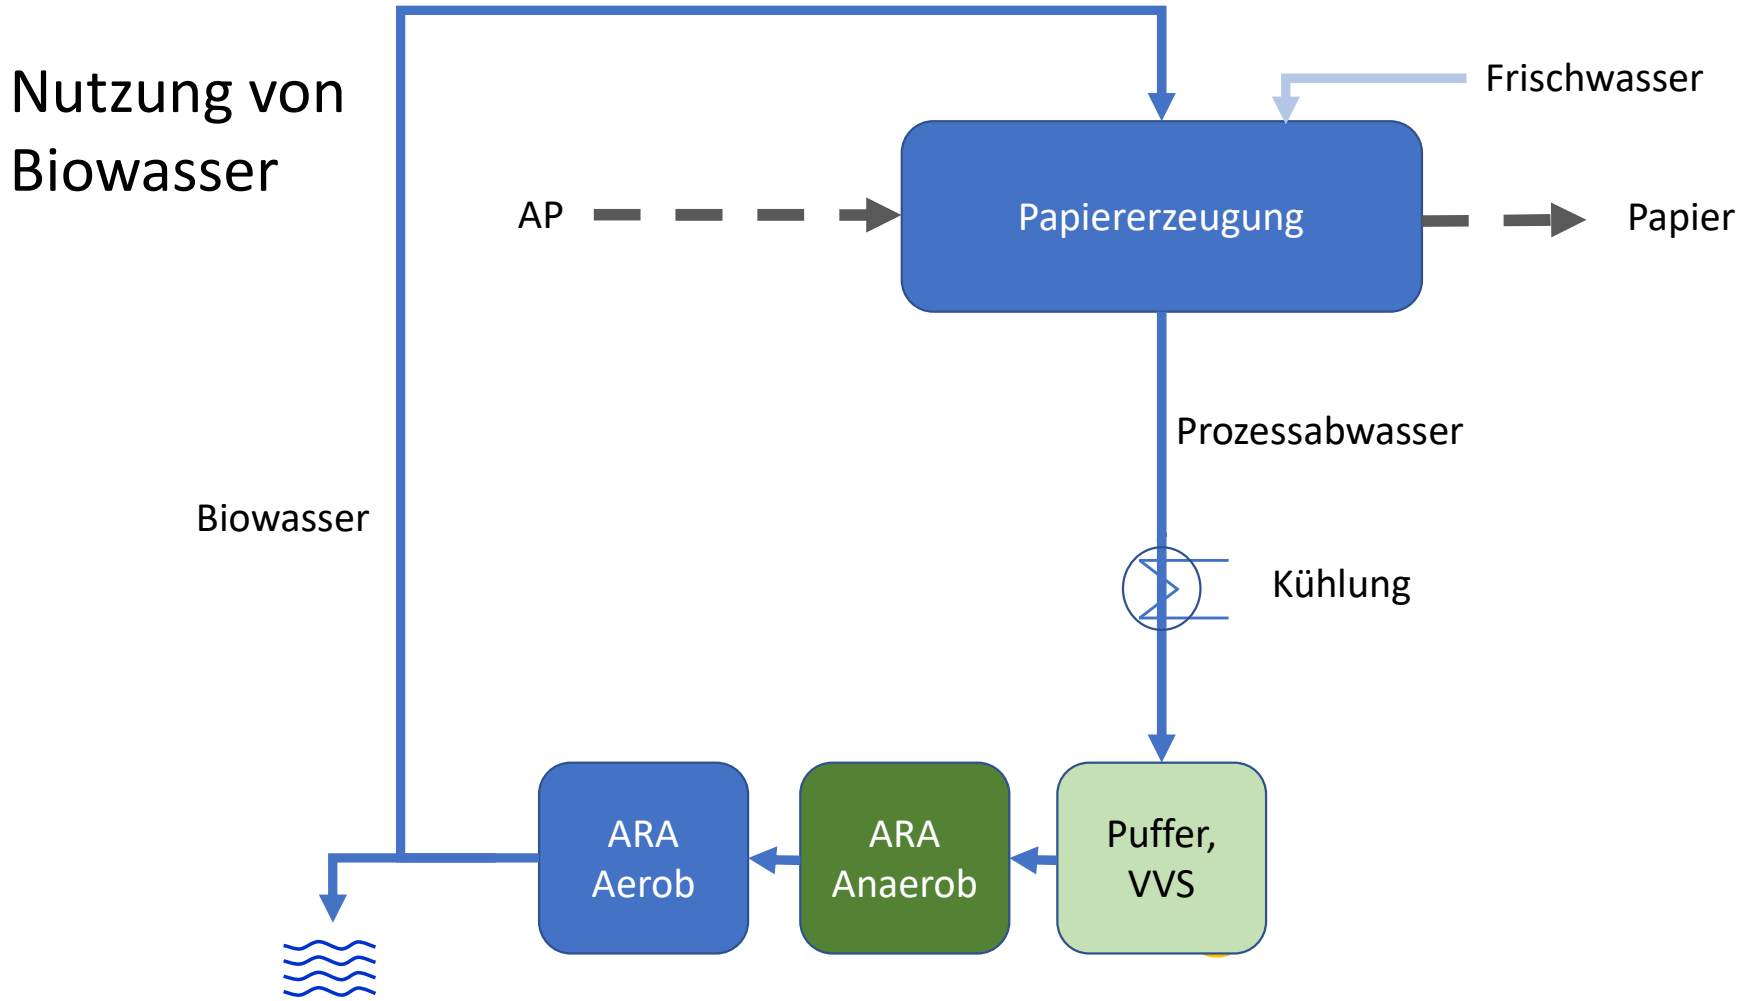 Nutzung von
Biowasser
Frischwasser
AP
Papiererzeugung
Papier
Prozessabwasser
Biowasser
Kühlung
ARA
Aerob
ARA
Anaerob
Puffer,
VVS